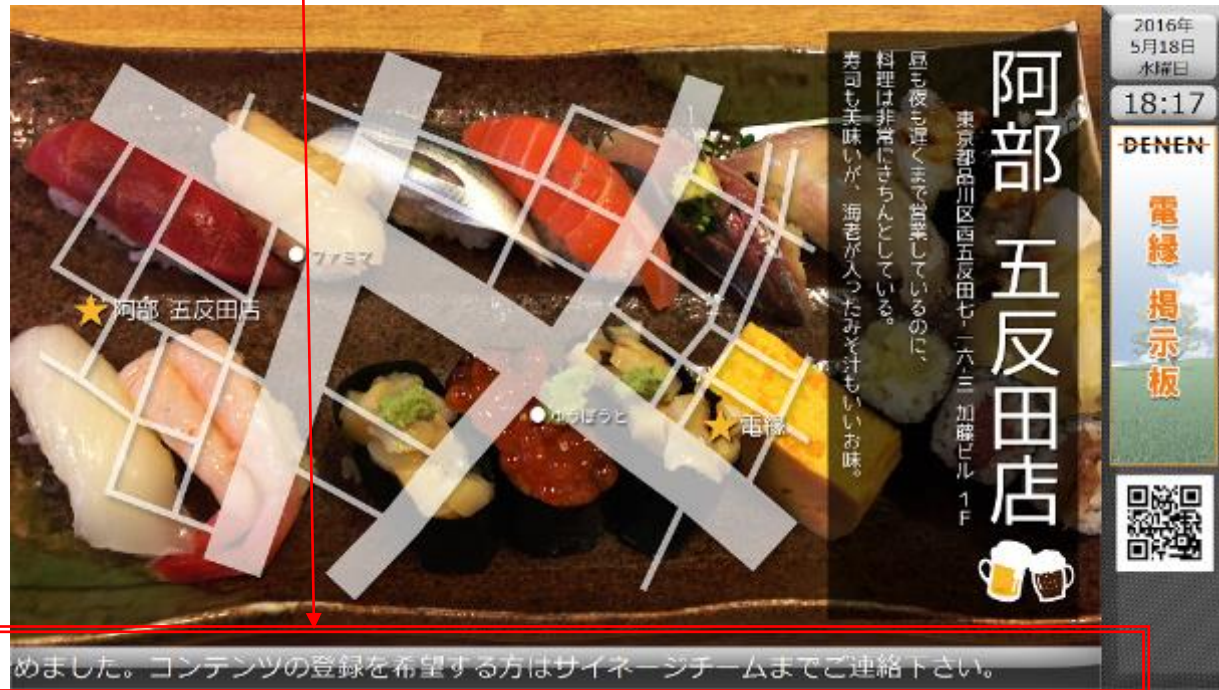 阿部 五反田店
東京都品川区西五反田七-二六-三 加藤ビル 1F
昼も夜も遅くまで営業しているのに、
料理は非常にきちんとしている。
寿司も美味いが、海老が入ったみそ汁もいいお味。
ファミマ
阿部 五反田店
ゆうぽうと
電縁
2016年
5月18日
水曜日
18:17
DENEN
電縁 掲示板
めました。コンテンツの登録を希望する方はサイネージチームまでご連絡下さい。